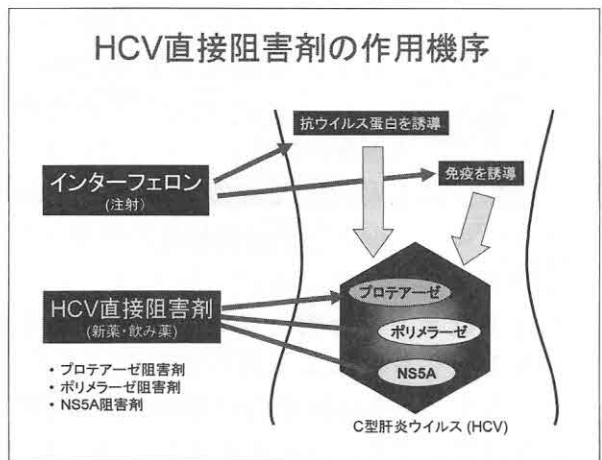 HCV直接阻害剤の作用機序
抗ウイルス蛋白を誘導
免疫を誘導
インターフェロン
(注射)
プロテアーゼ
HCV直接阻害剤
(新薬・飲み薬)
ポリメラーゼ
NS5A
・プロテアーゼ阻害剤
・ポリメラーゼ阻害剤
・NS5A阻害剤
C型肝炎ウイルス (HCV)